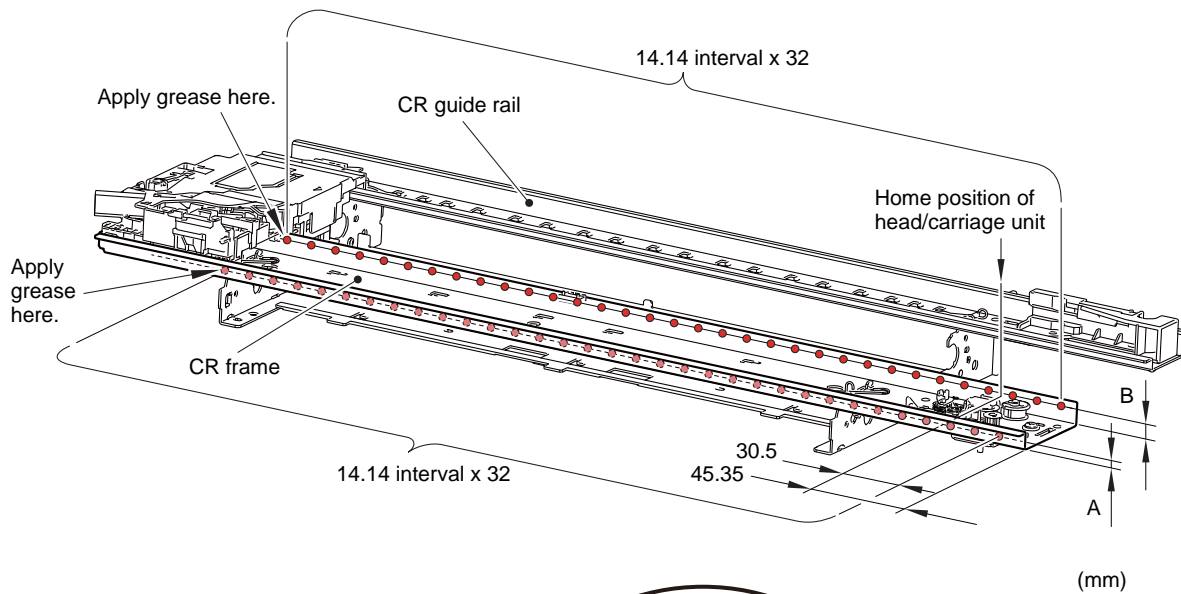 14.14 interval x 32
Apply grease here.
CR guide rail
Home position of
head/carriage unit
Apply
grease
here.
CR frame
B
30.5
14.14 interval x 32
45.35
A
(mm)